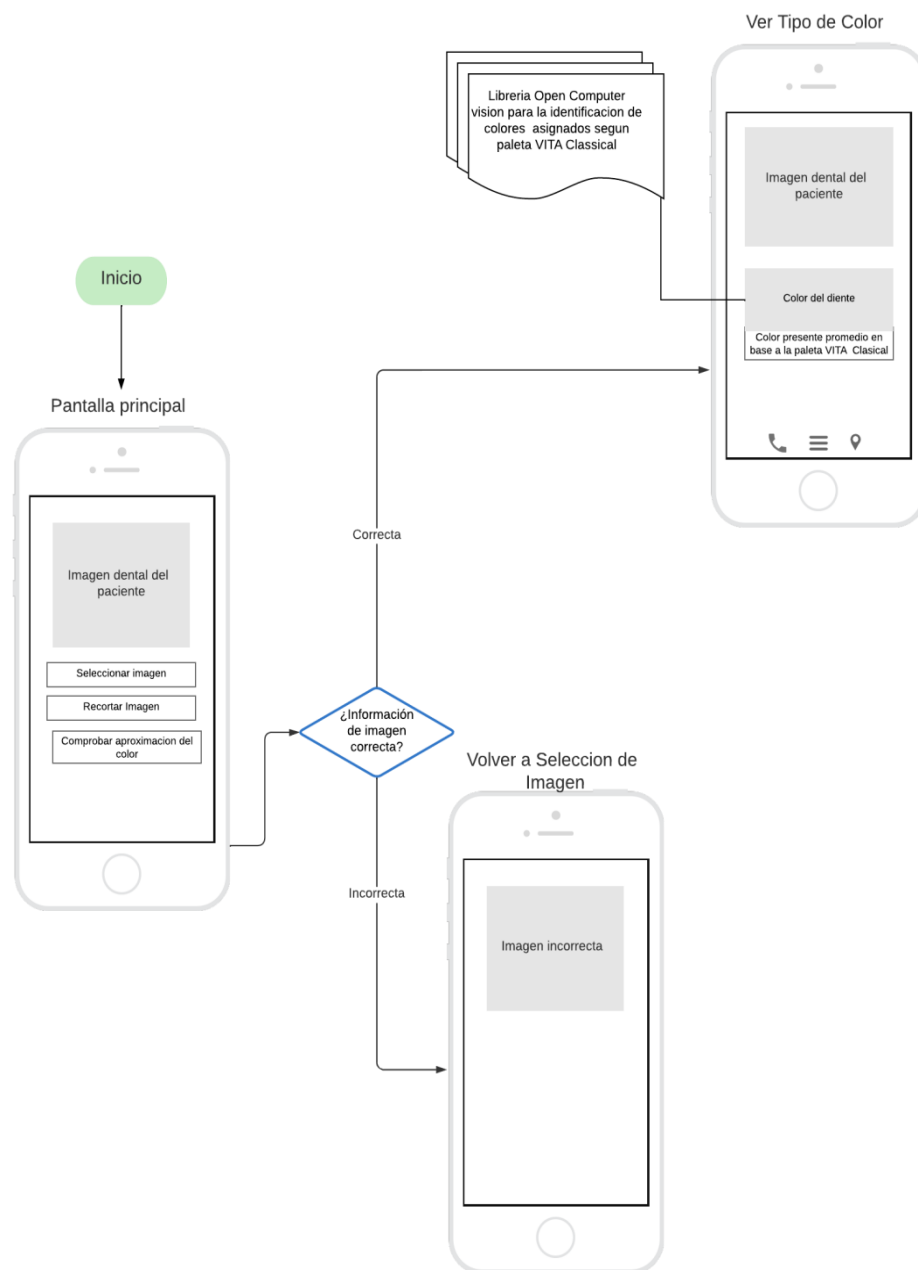 Ver Tipo de Color
Libreria Open Computer
vision para la identificacion de
colores asignados segun
paleta VITA Classical
Imagen dental del
paciente
Color del diente
Color presente promedio en
base a la paleta VITA Clasical
Inicio
Pantalla principal
Imagen dental del
paciente
Seleccionar imagen
Recortar Imagen
Comprobar aproximacion del
color
Correcta
¿Información
de imagen
correcta?
Incorrecta
Volver a Seleccion de
Imagen
Imagen incorrecta